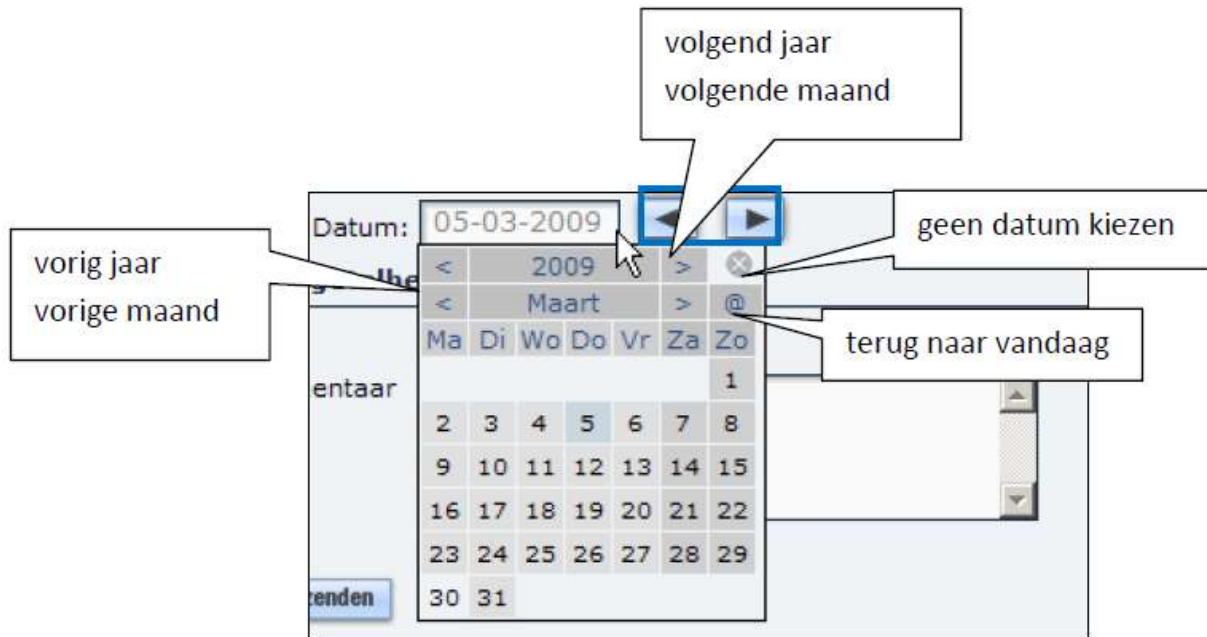 volgend jaar
volgende maand
Datum: 05-03-2009
geen datum kiezen
vorig jaar
vorige maand
< 2009 >
< Maart > @
terug naar vandaag
Ma Di Wo Do Vr Za Zo
entaar
1
2 3 4 5 6 7 8
9 10 11 12 13 14 15
16 17 18 19 20 21 22
23 24 25 26 27 28 29
zenden
30 31